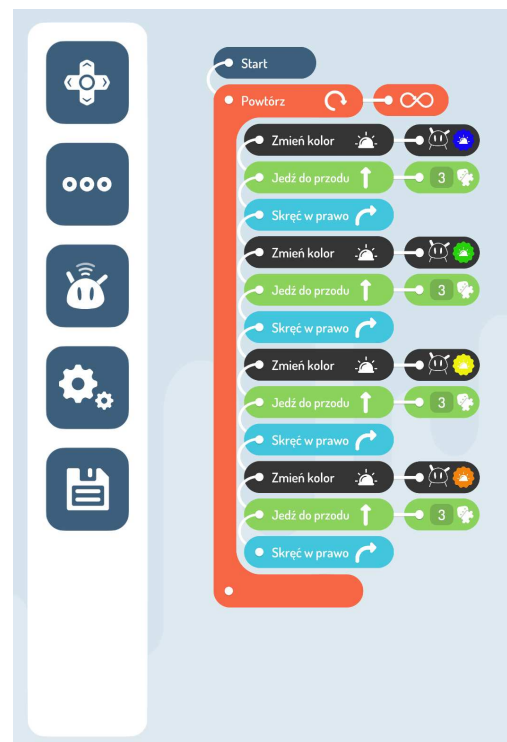 Start
Powtórz
Zmień kolor
Jedź do przodu 3
Skręć w prawo
Zmień kolor
Jedź do przodu 3
Skręć w prawo
Zmień kolor
Jedź do przodu 3
Skręć w prawo
Zmień kolor
Jedź do przodu 3
Skręć w prawo